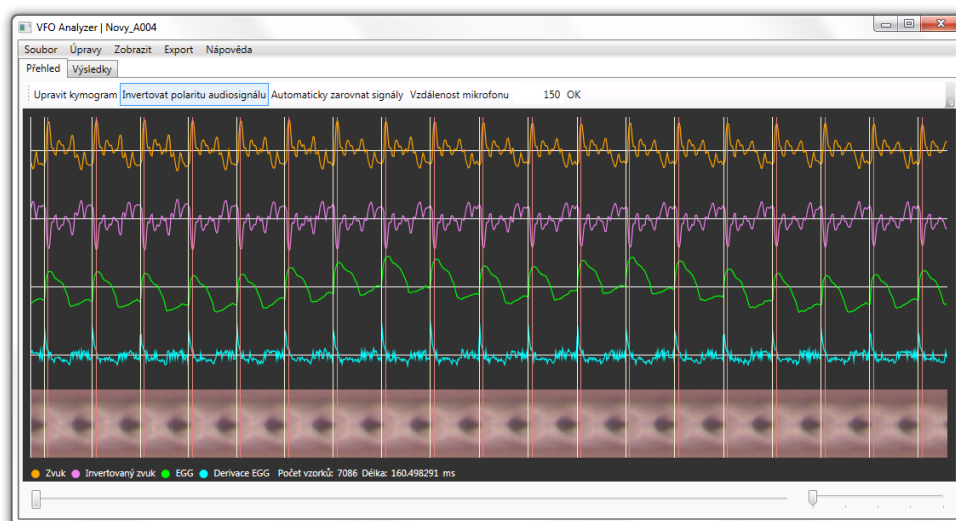 VFO Analyzer | Novy_A004
Soubor Úpravy Zobrazit Export Nápověda
Přehled Výsledky
Upravit kymogram Invertovat polaritu audiosignálu Automaticky zarovnat signály Vzdálenost mikrofonu 150 OK
Zvuk Invertovaný zvuk EGG Derivace EGG Počet vzorků: 7086 Délka: 160.498291 ms